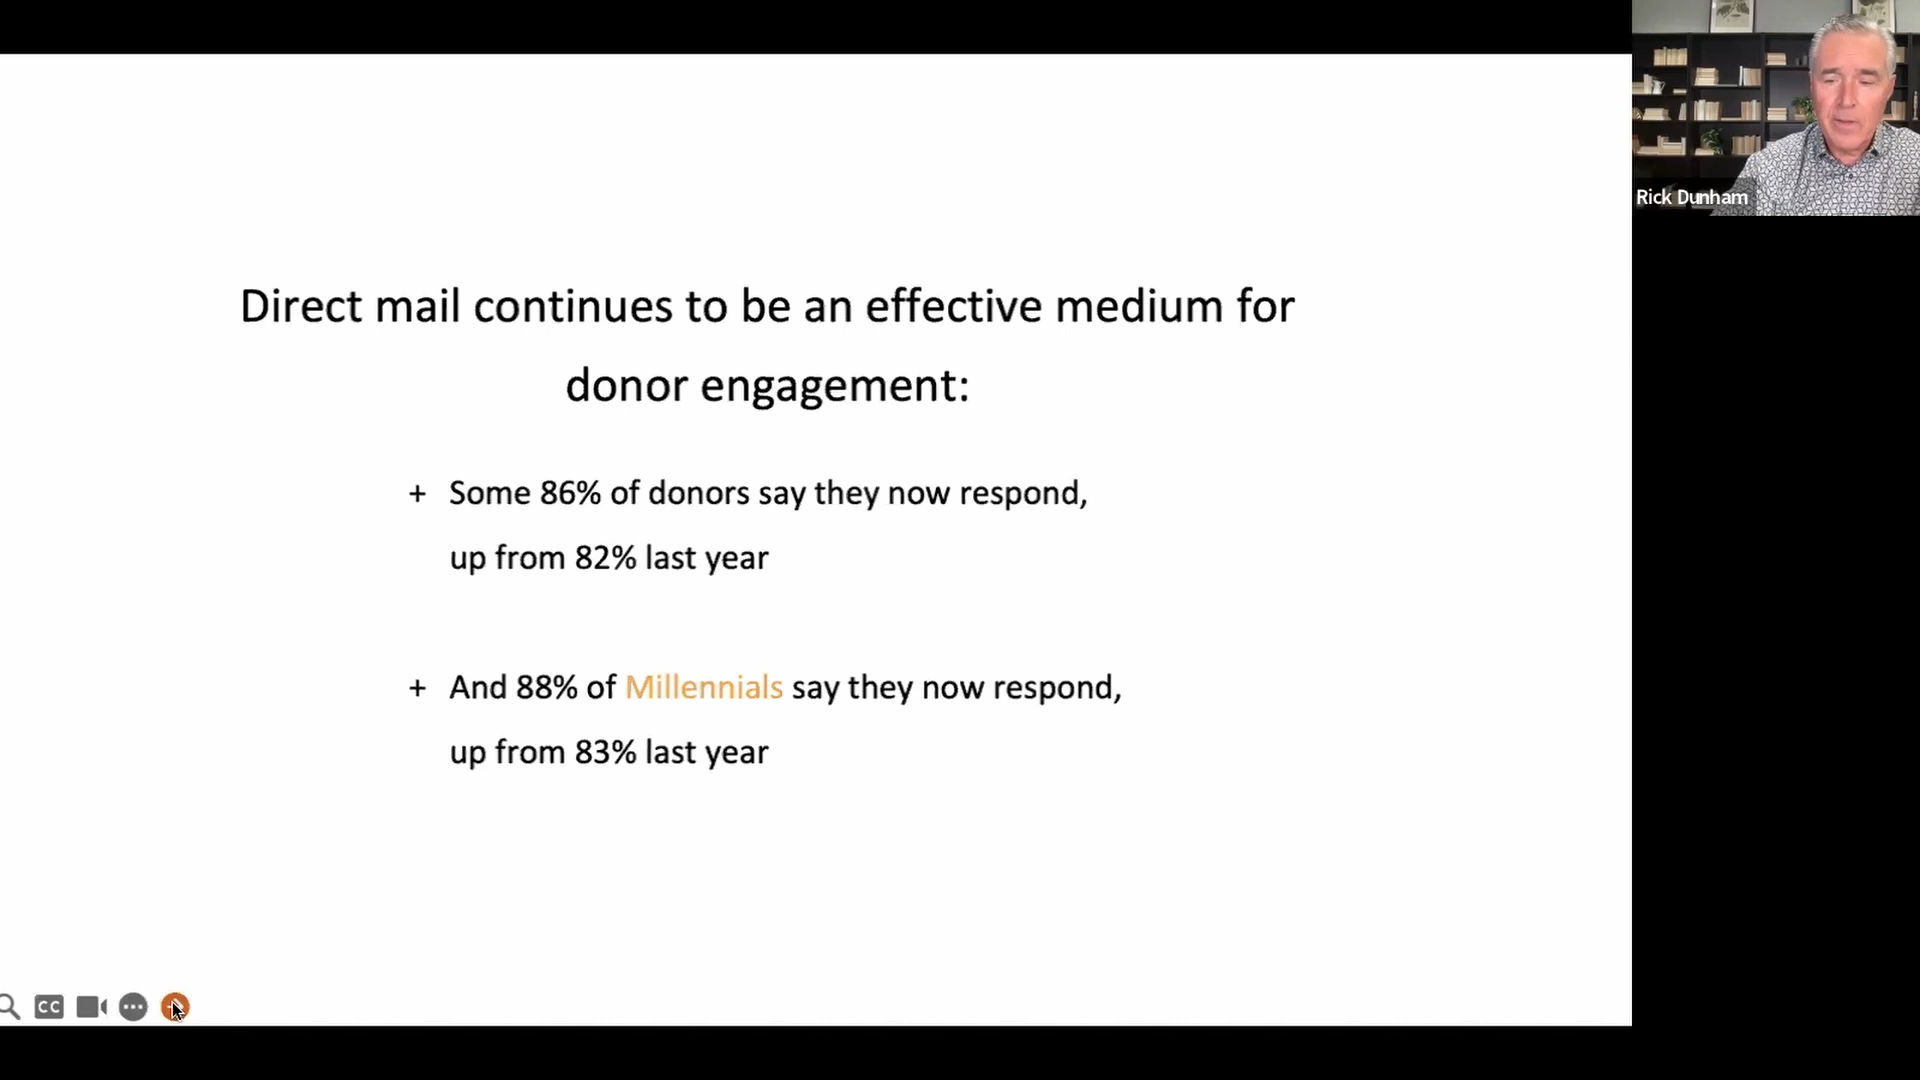 Direct mail continues to be an effective medium for
donor engagement:
+ Some 86% of donors say they now respond,
up from 82% last year
+ And 88% of Millennials say they now respond,
up from 83% last year
Rick Dunham
CC